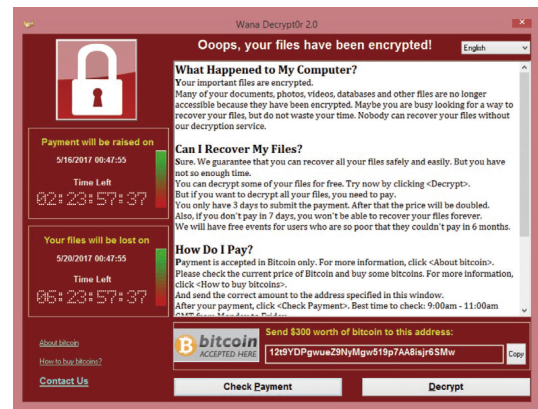 Wana Decrypt0r 2.0
Ooops, your files have been encrypted!
English
What Happened to My Computer?
Your important files are encrypted.
Many of your documents, photos, videos, databases and other files are no longer
accessible because they have been encrypted. Maybe you are busy looking for a way to
recover your files, but do not waste your time. Nobody can recover your files without
our decryption service.
Can I Recover My Files?
Sure. We guarantee that you can recover all your files safely and easily. But you have
not so enough time.
You can decrypt some of your files for free. Try now by clicking <Decrypt>.
But if you want to decrypt all your files, you need to pay.
You only have 3 days to submit the payment. After that the price will be doubled.
Also, if you don't pay in 7 days, you won't be able to recover your files forever.
We will have free events for users who are so poor that they couldn't pay in 6 months.
How Do I Pay?
Payment is accepted in Bitcoin only. For more information, click <About bitcoin>.
Please check the current price of Bitcoin and buy some bitcoins. For more information,
click <How to buy bitcoins>.
And send the correct amount to the address specified in this window.
After your payment, click <Check Payment>. Best time to check: 9:00am - 11:00am
GMT from Monday to Friday.
Payment will be raised on
5/16/2017 00:47:55
Time Left
02:23:57:37
Your files will be lost on
5/20/2017 00:47:55
Time Left
06:23:57:37
About bitcoin
How to buy bitcoins?
Contact Us
bitcoin
ACCEPTED HERE
Send $300 worth of bitcoin to this address:
12t9YDPgwueZ9NyMgw519p7AA8isjr6SMw
Copy
Check Payment
Decrypt